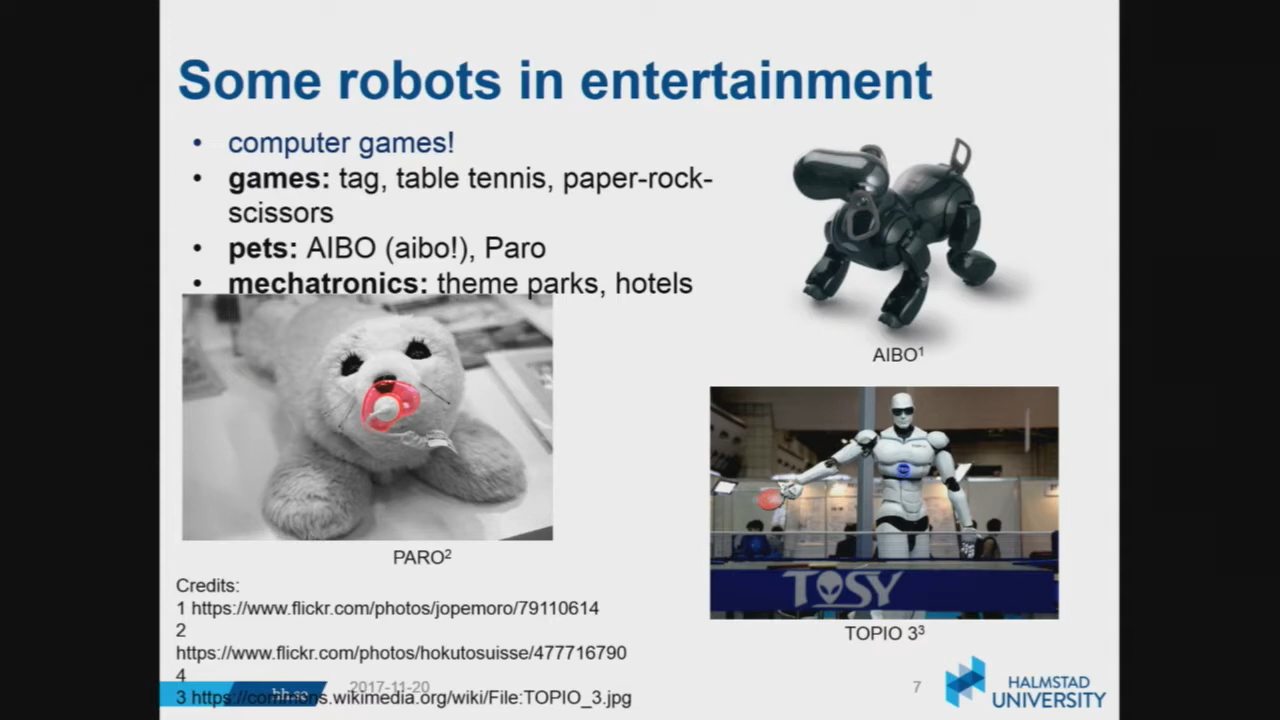 Some robots in entertainment
• computer games!
• games: tag, table tennis, paper-rock-
scissors
• pets: AIBO (aibo!), Paro
• mechatronics: theme parks, hotels
AIBO¹
PARO²
TOSY
TOPIO 3³
Credits:
1 https://www.flickr.com/photos/jopemoro/79110614
2
https://www.flickr.com/photos/hokutosuisse/477716790
4
3 https://commons.wikimedia.org/wiki/File:TOPIO_3.jpg
hh.se
2017-11-20
7
HALMSTAD
UNIVERSITY